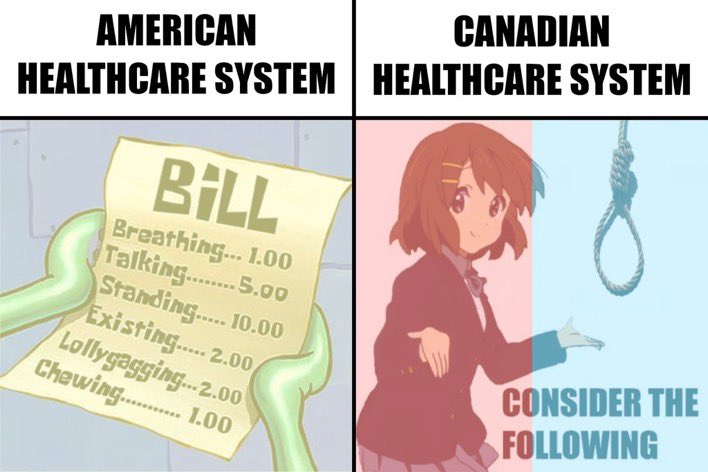 AMERICAN
HEALTHCARE SYSTEM
CANADIAN
HEALTHCARE SYSTEM
BiLL
Breathing... 1.00
Talking........ 5.00
Standing.... 10.00
Existing..... 2.00
Lollygagging...2.00
Chewing........... 1.00
CONSIDER THE
FOLLOWING